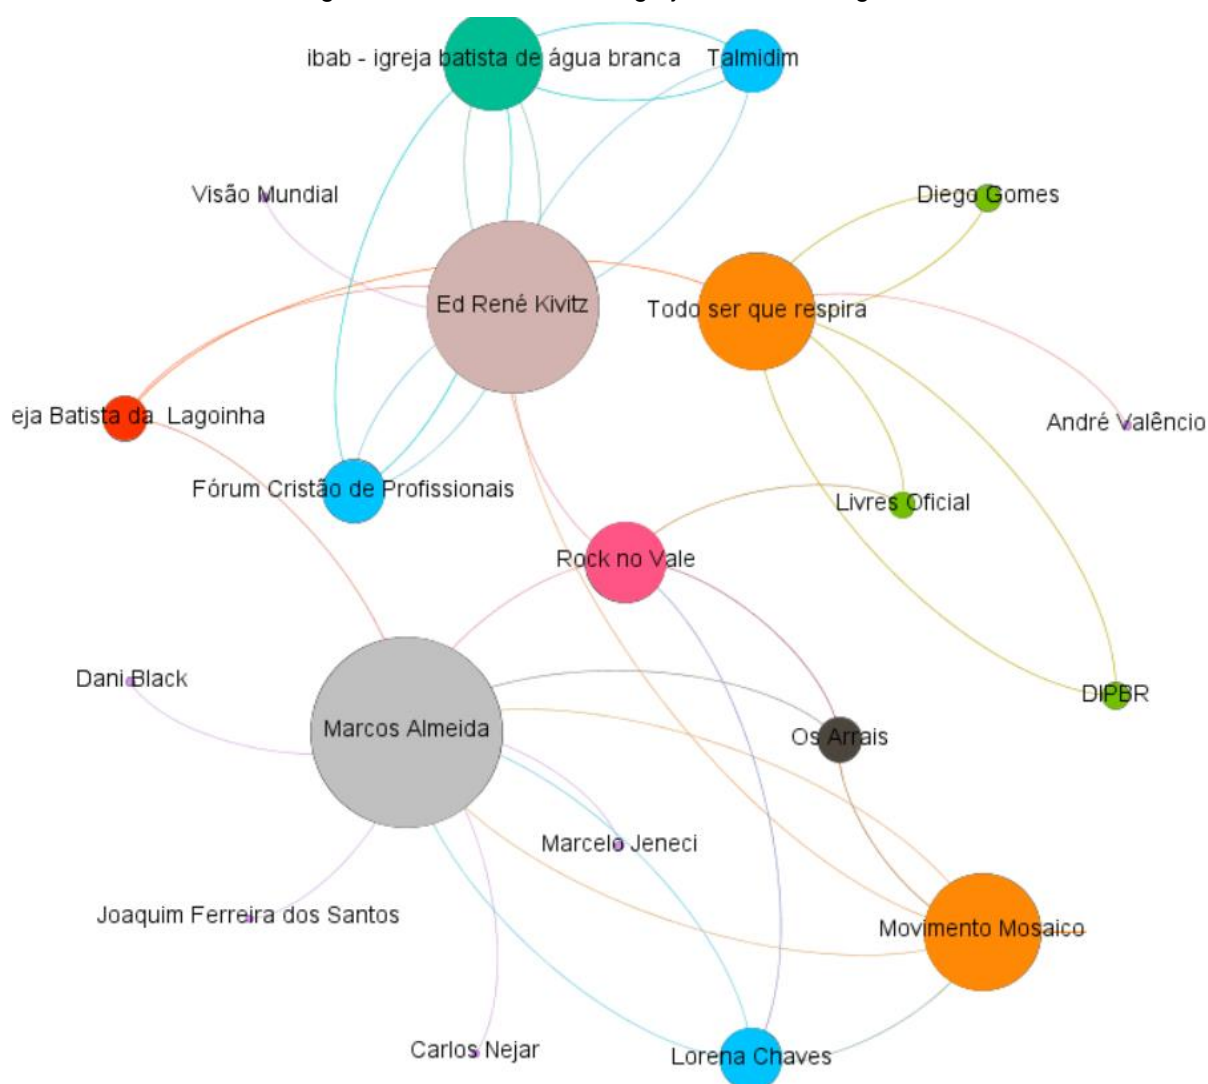 ibab - igreja batista de água branca
Talmidim
Visão Mundial
Diego Gomes
Ed René Kivitz
Todo ser que respira
eja Batista da Lagoinha
André Valêncio
Fórum Cristão de Profissionais
Livres Oficial
Rock no Vale
Dani Black
DIPBR
Marcos Almeida
Os Arrais
Marcelo Jeneci
Joaquim Ferreira dos Santos
Movimento Mosaico
Carlos Nejar
Lorena Chaves